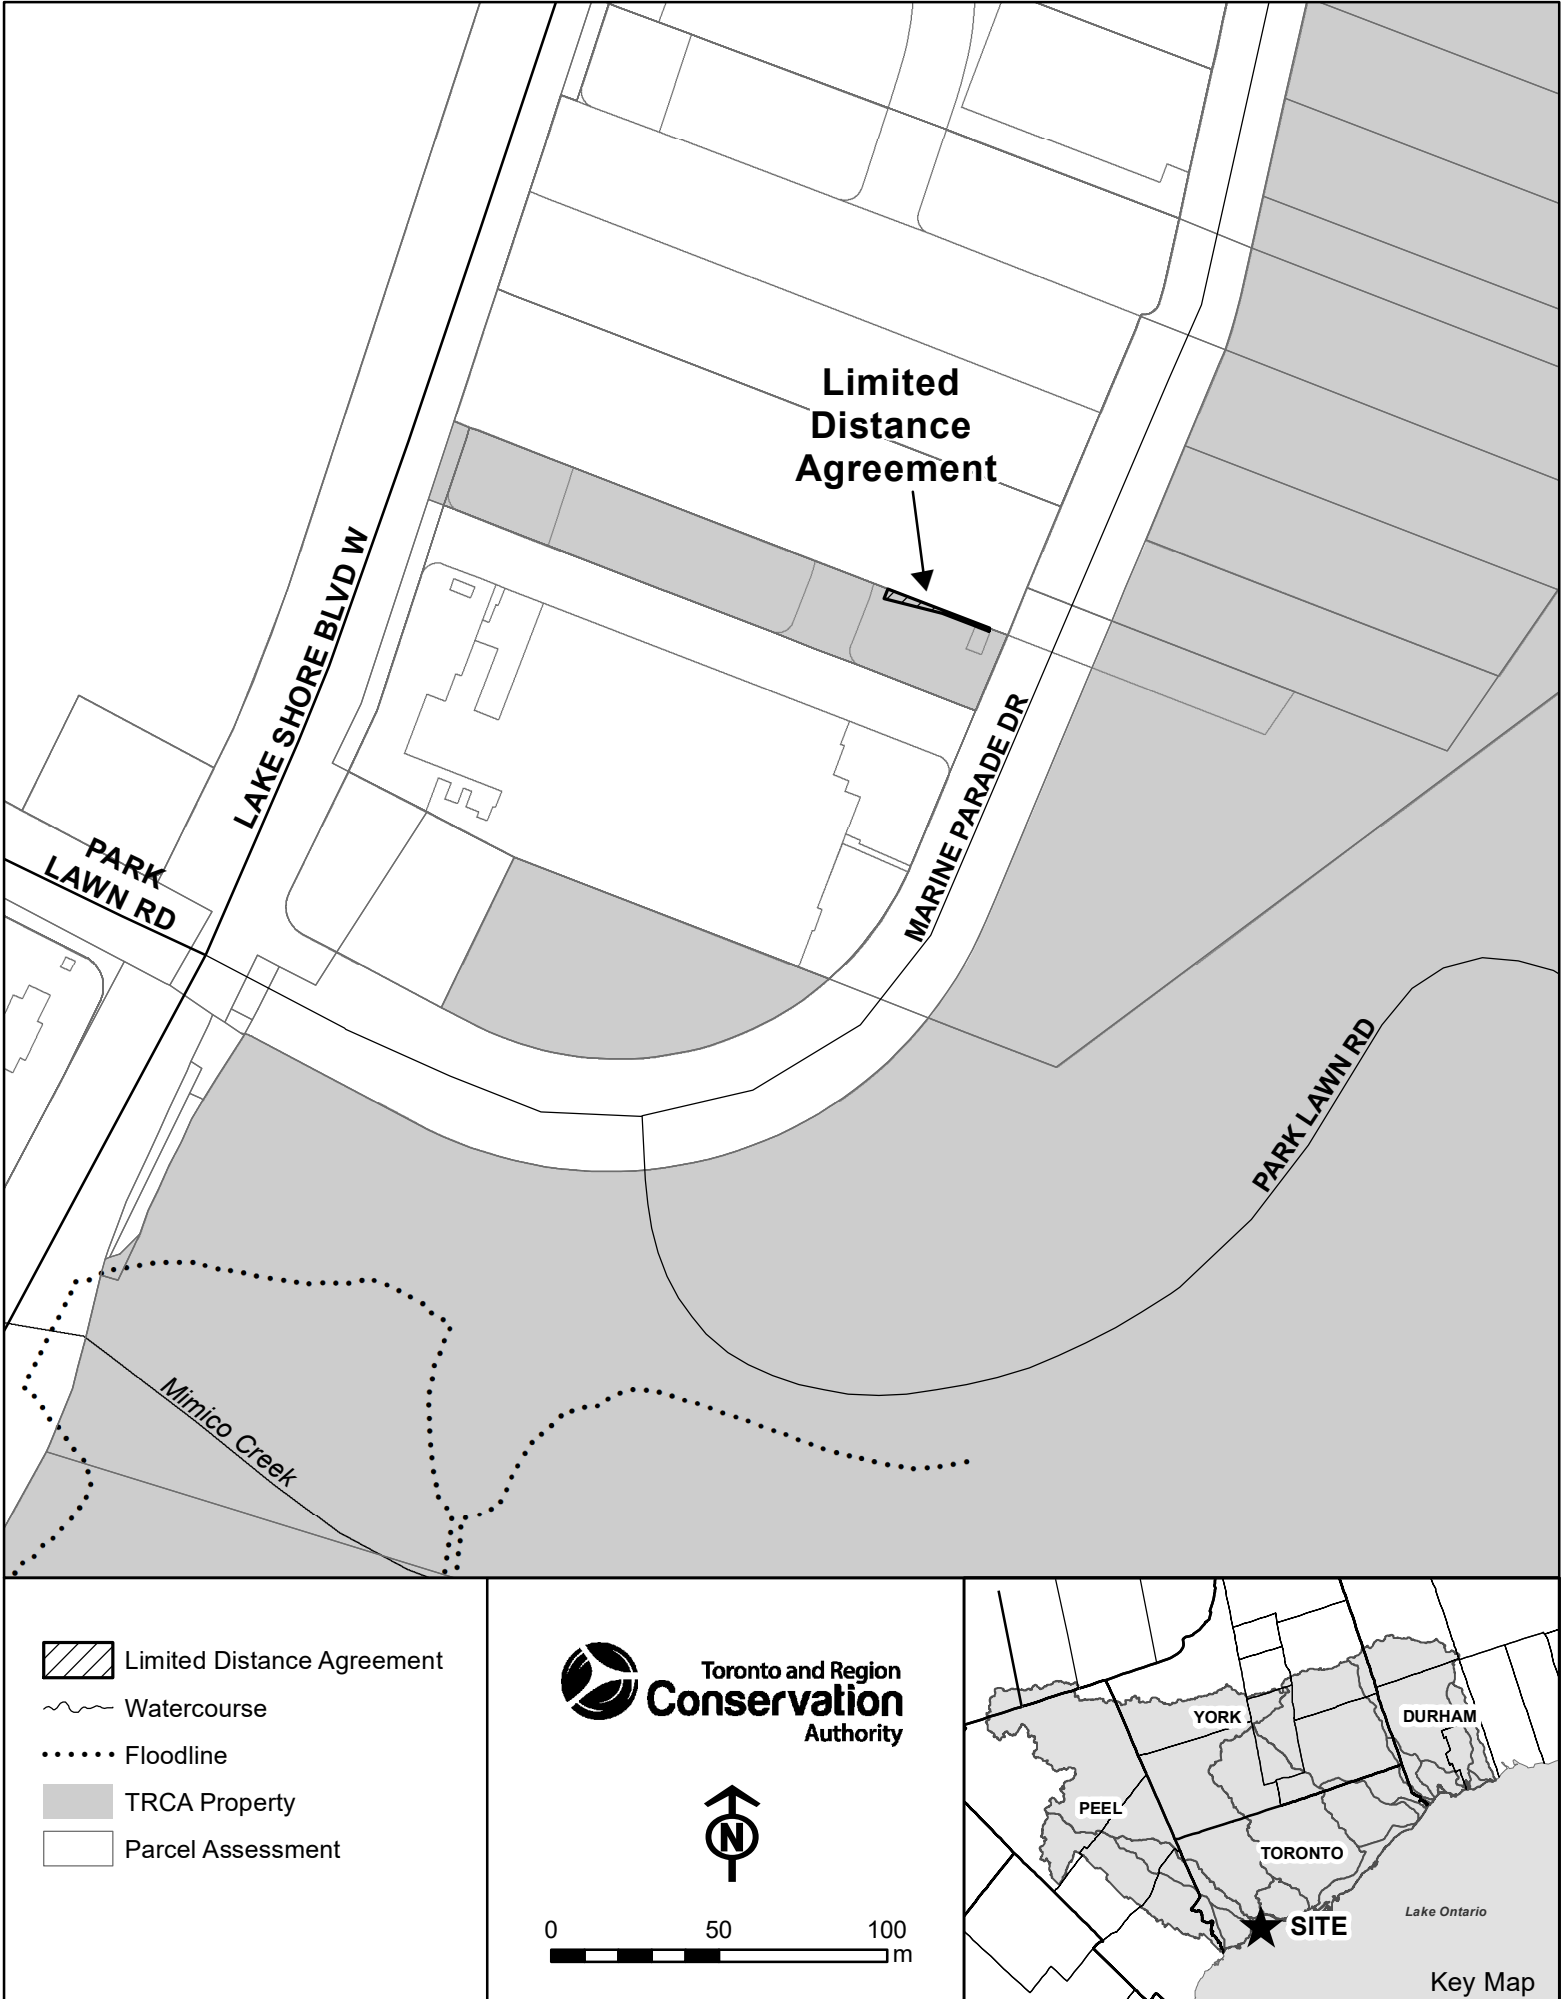 Limited
Distance
Agreement
LAKE SHORE BLVD W
PARK
LAWN RD
MARINE PARADE DR
PARK LAWN RD
Mimico Creek
Limited Distance Agreement
Watercourse
Floodline
TRCA Property
Parcel Assessment
Toronto and Region
Conservation
Authority
N
0 50 100
m
YORK
DURHAM
PEEL
TORONTO
Lake Ontario
SITE
Key Map